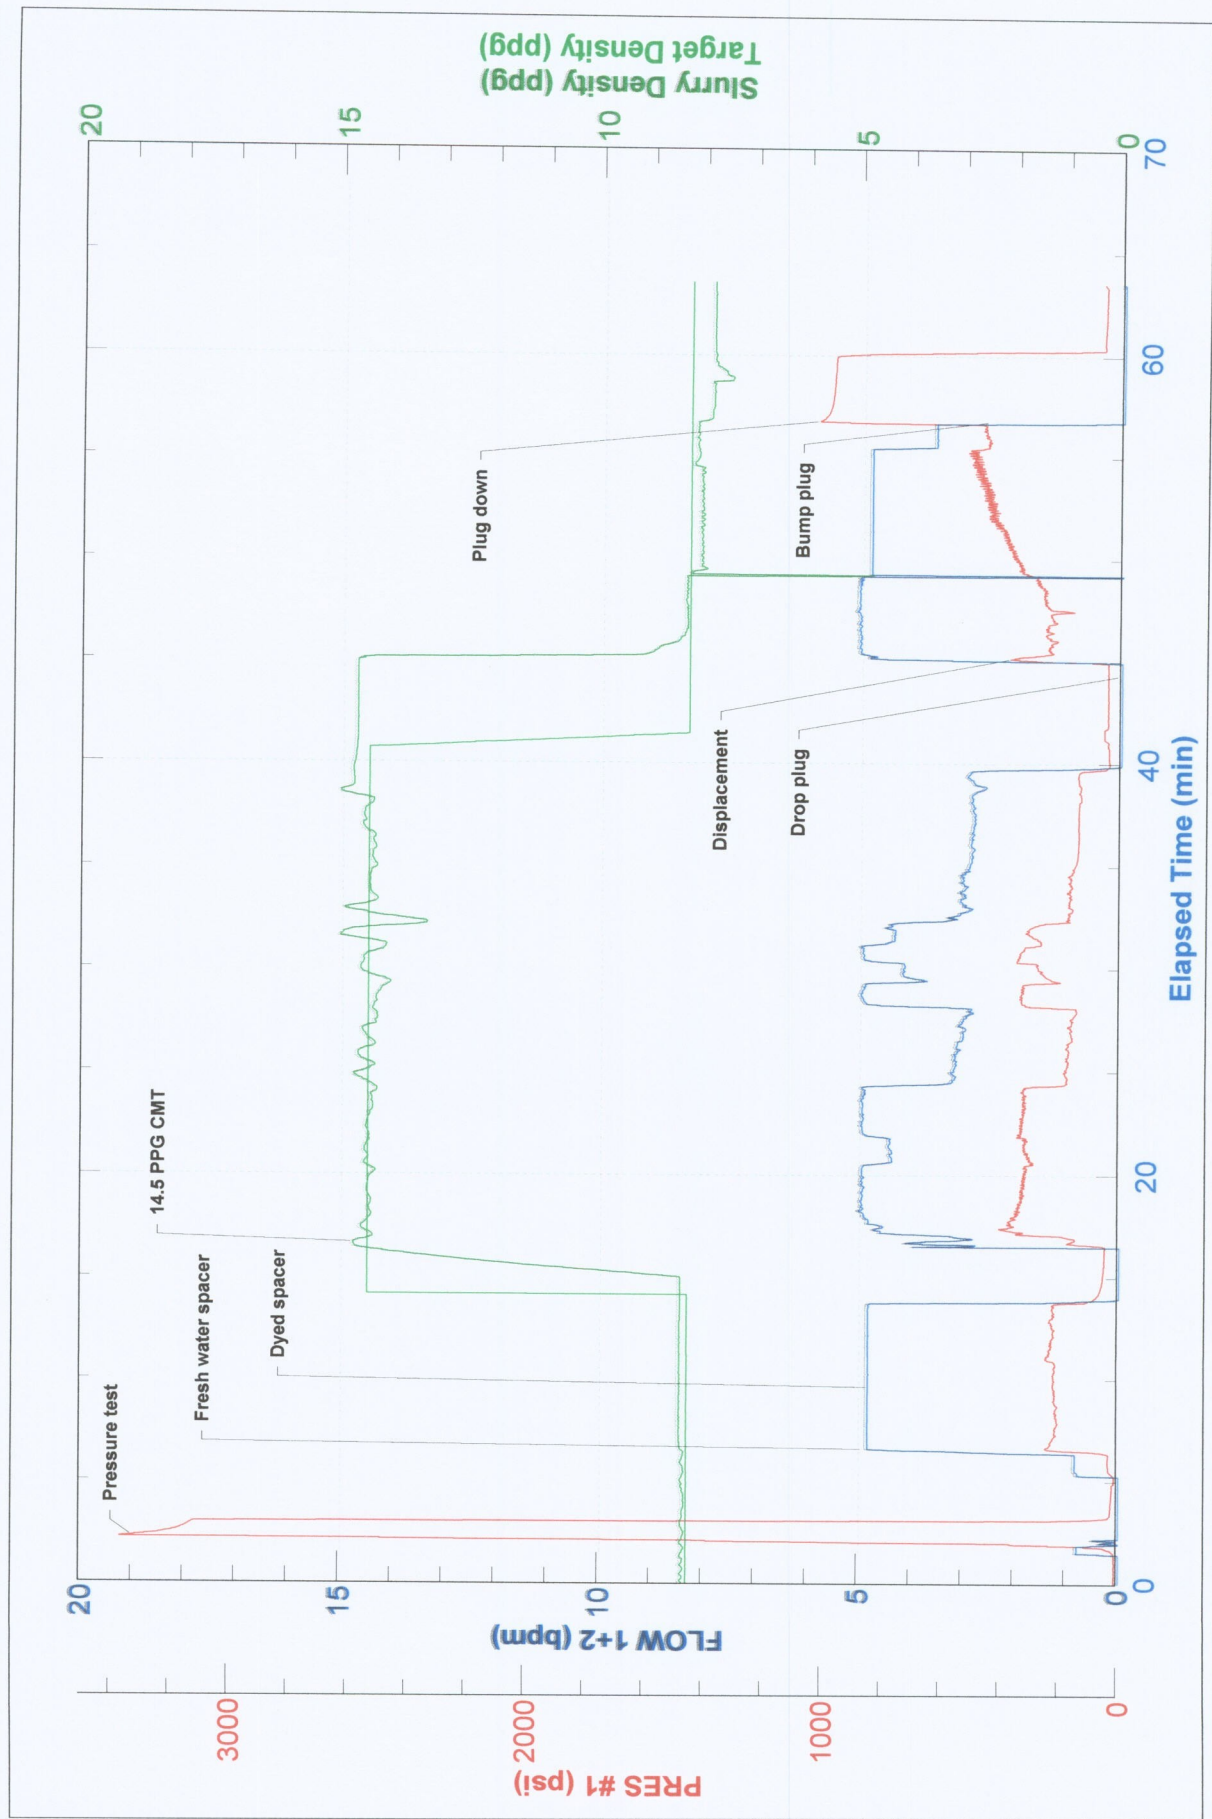 PRES #1 (psi)
3000
2000
1000
0
FLOW 1+2 (bpm)
20
15
10
5
0
Pressure test
Fresh water spacer
Dyed spacer
14.5 PPG CMT
Displacement
Drop plug
Plug down
Bump plug
0
20
40
60
70
Elapsed Time (min)
20
15
10
5
0
Slurry Density (ppg)
Target Density (ppg)